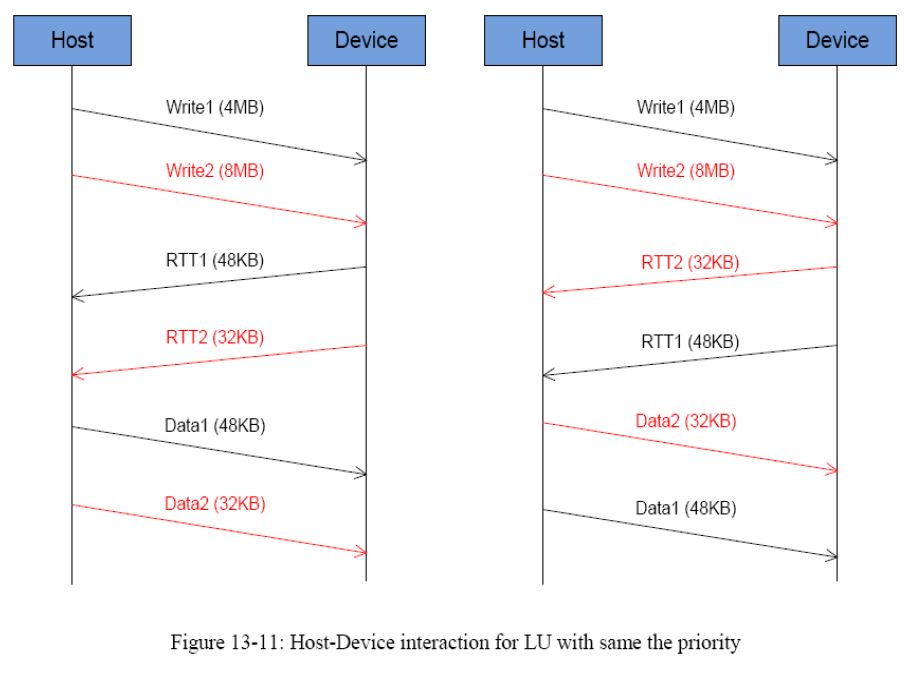 Host
Device
Host
Device
Write1 (4MB)
Write1 (4MB)
Write2 (8MB)
Write2 (8MB)
RTT1 (48KB)
RTT2 (32KB)
RTT2 (32KB)
RTT1 (48KB)
Data1 (48KB)
Data2 (32KB)
Data2 (32KB)
Data1 (48KB)
Figure 13-11: Host-Device interaction for LU with same the priority